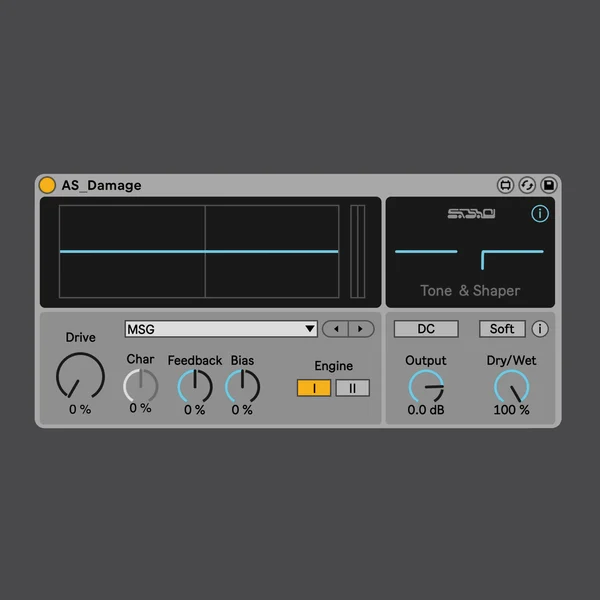 AS_Damage
i
Tone & Shaper
Drive
0 %
MSG
Char
0 %
Feedback
0 %
Bias
0 %
Engine
I
II
DC
Soft
i
Output
0.0 dB
Dry/Wet
100 %